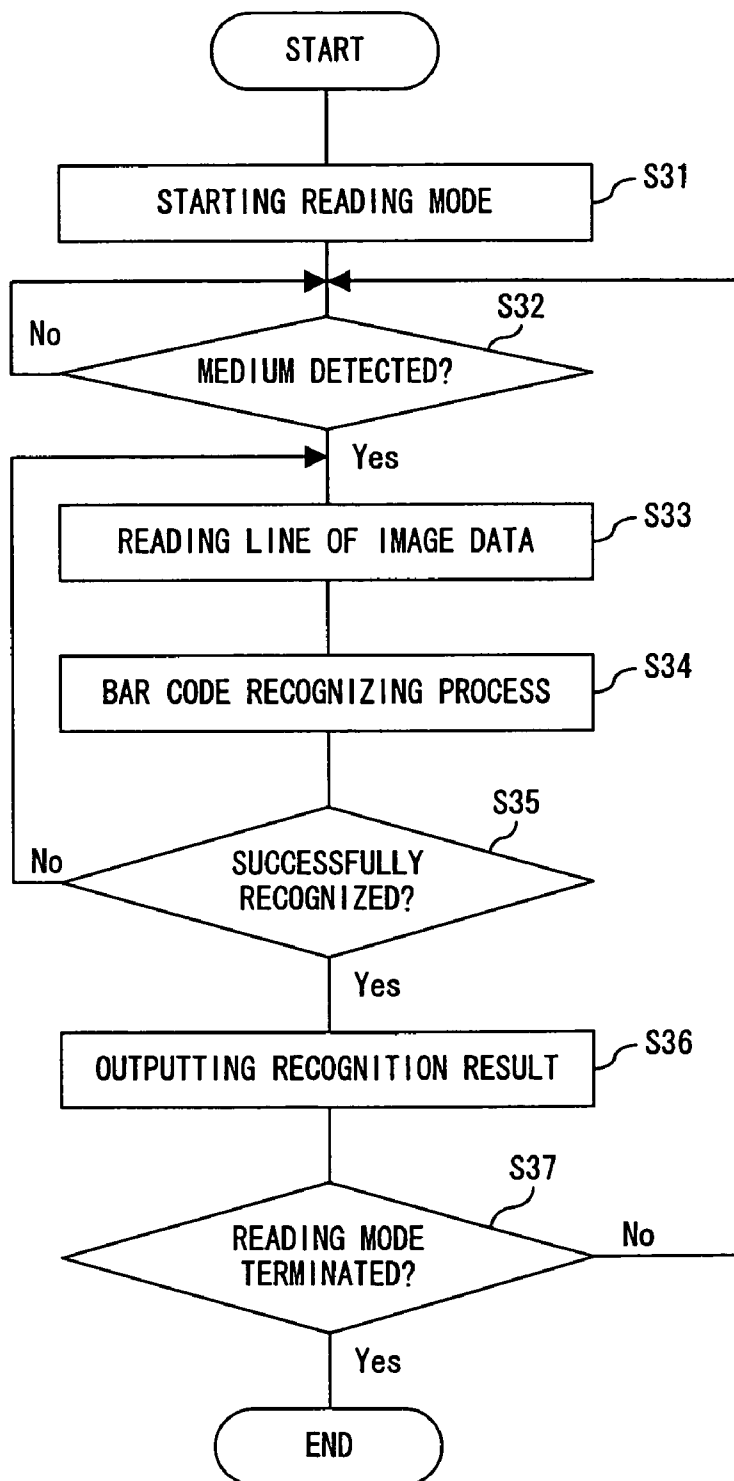 START
STARTING READING MODE
S31
No
S32
MEDIUM DETECTED?
Yes
READING LINE OF IMAGE DATA
S33
BAR CODE RECOGNIZING PROCESS
S34
S35
No
SUCCESSFULLY
RECOGNIZED?
Yes
OUTPUTTING RECOGNITION RESULT
S36
S37
READING MODE
TERMINATED?
No
Yes
END